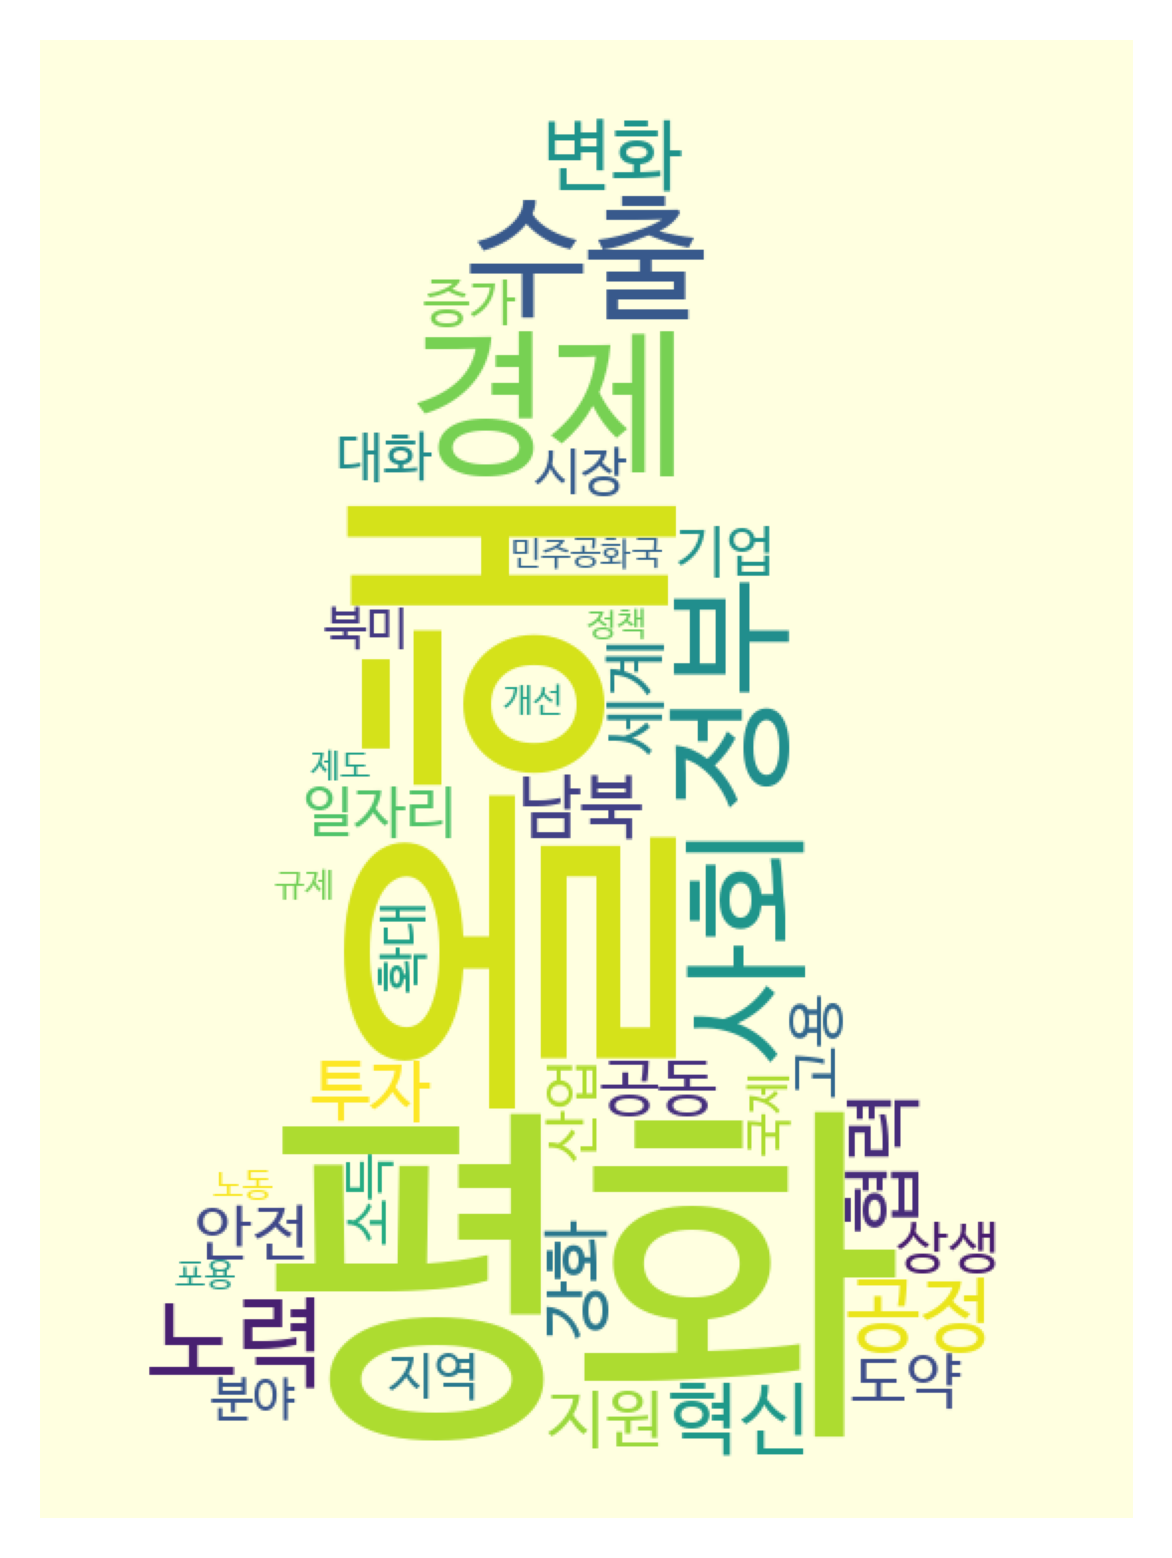 변화
수출
증가
경제
대화
시장
올해
민주공화국
기업
북미
정책
정부
개선
세계
제도
일자리
남북
규제
확대
사회
고용
투자
산업
공동
국제
평화
협력
노동
소득
안전
강화
상생
포용
노력
공정
지역
분야
지원
혁신
도약